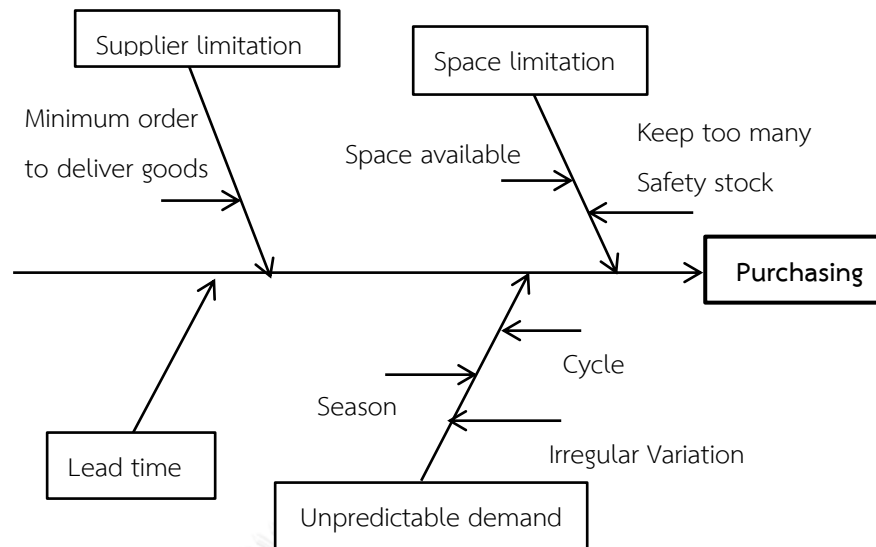 Supplier limitation
Space limitation
Minimum order
to deliver goods
Space available
Keep too many
Safety stock
Purchasing
Cycle
Season
Irregular Variation
Lead time
Unpredictable demand